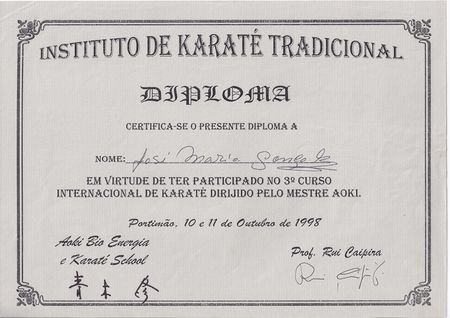 INSTITUTO DE KARATÉ TRADICIONAL
DIPLOMA
CERTIFICA-SE O PRESENTE DIPLOMA A
NOME: José Maria
EM VIRTUDE DE TER PARTICIPADO NO 3º CURSO
INTERNACIONAL DE KARATÉ DIRIJIDO PELO MESTRE AOKI.
Portimão, 10 e 11 de Outubro de 1998
Aoki Bio Energia
e Karaté School
Prof. Rui Caipira
青木
Rui